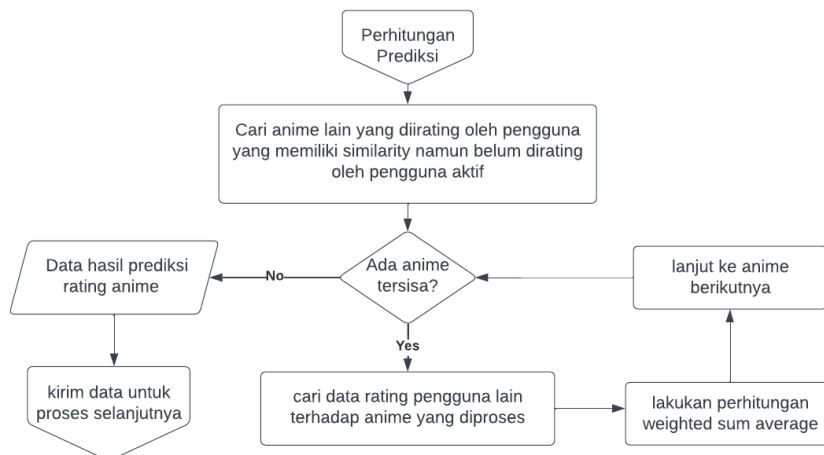 Perhitungan
Prediksi
Cari anime lain yang diirating oleh pengguna
yang memiliki similarity namun belum dirating
oleh pengguna aktif
Ada anime
tersisa?
No
Data hasil prediksi
rating anime
kirim data untuk
proses selanjutnya
Yes
cari data rating pengguna lain
terhadap anime yang diproses
lakukan perhitungan
weighted sum average
lanjut ke anime
berikutnya